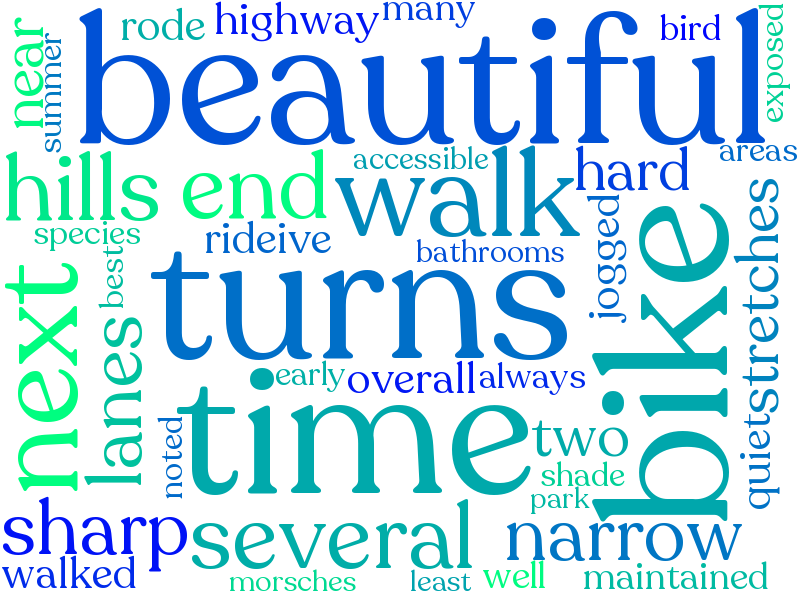 rode highway many bird
near summer beautiful exposed
areas
hills end accessible walk hard
species rideive bathrooms jogged
next best turns bike stretches
lanes early overall always
noted time two quiet
shade
park
sharp several narrow
walked morsches least well maintained